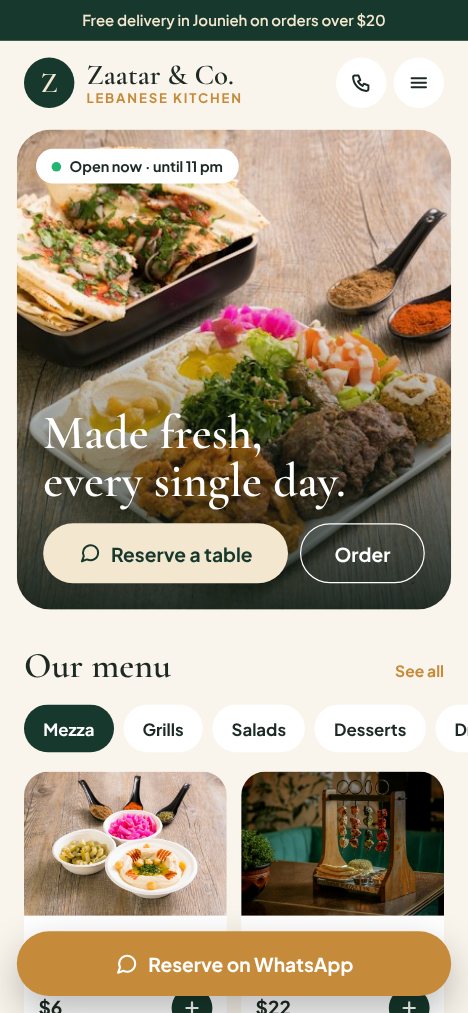 Free delivery in Jounieh on orders over $20
Z
Zaatar & Co.
LEBANESE KITCHEN
Open now · until 11 pm
Made fresh,
every single day.
Reserve a table
Order
Our menu
See all
Mezza
Grills
Salads
Desserts
Reserve on WhatsApp
$6
$22